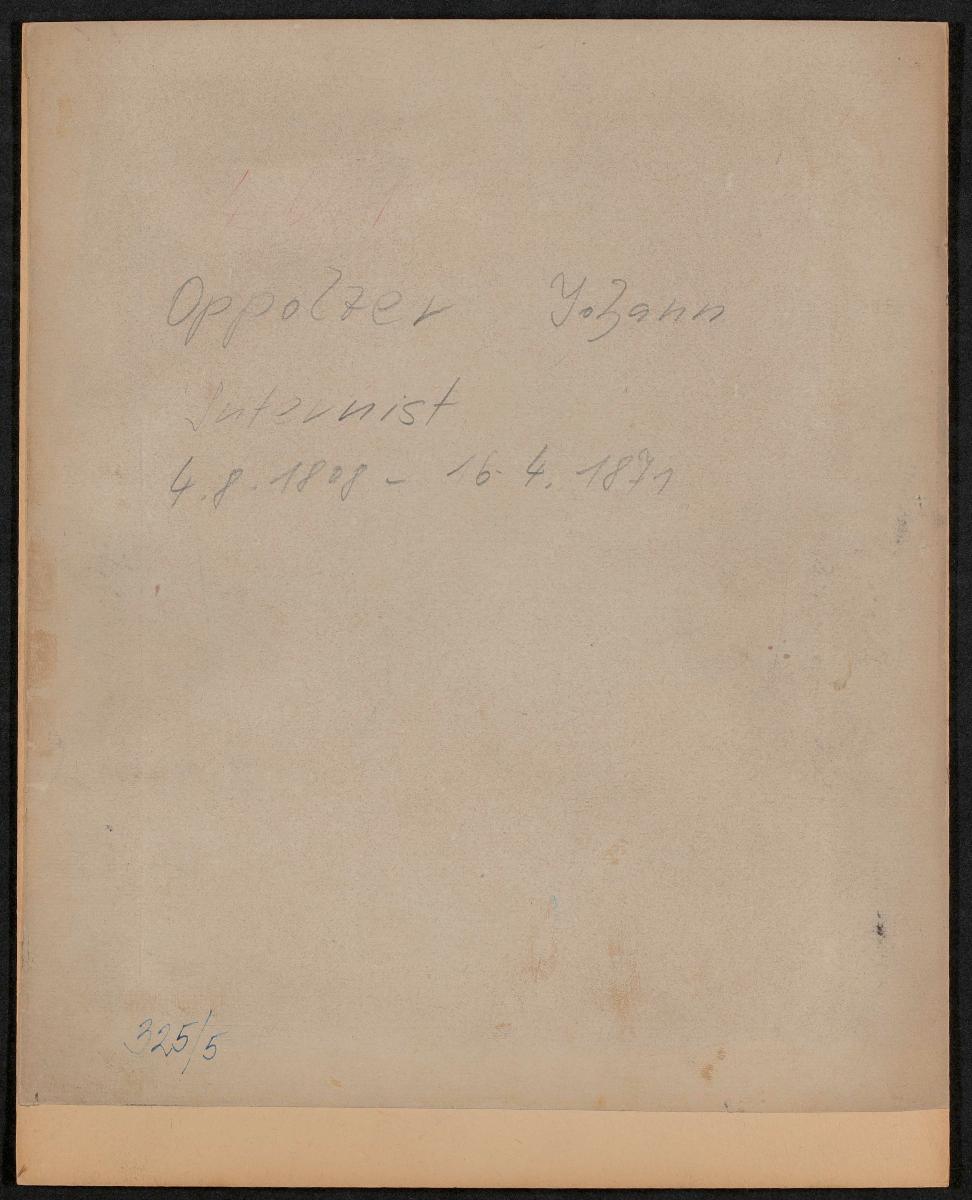 Oppolzer Johann
Internist
4.8.1808 - 16.4.1871
325/5